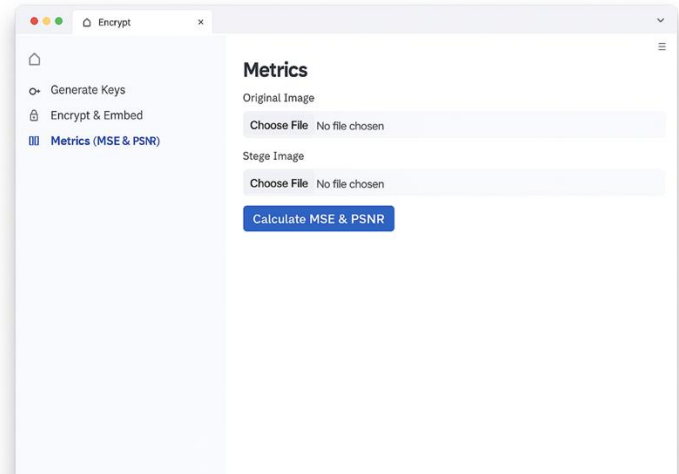 Encrypt
Generate Keys
Encrypt & Embed
Metrics (MSE & PSNR)
Metrics
Original Image
Choose File No file chosen
Stege Image
Choose File No file chosen
Calculate MSE & PSNR